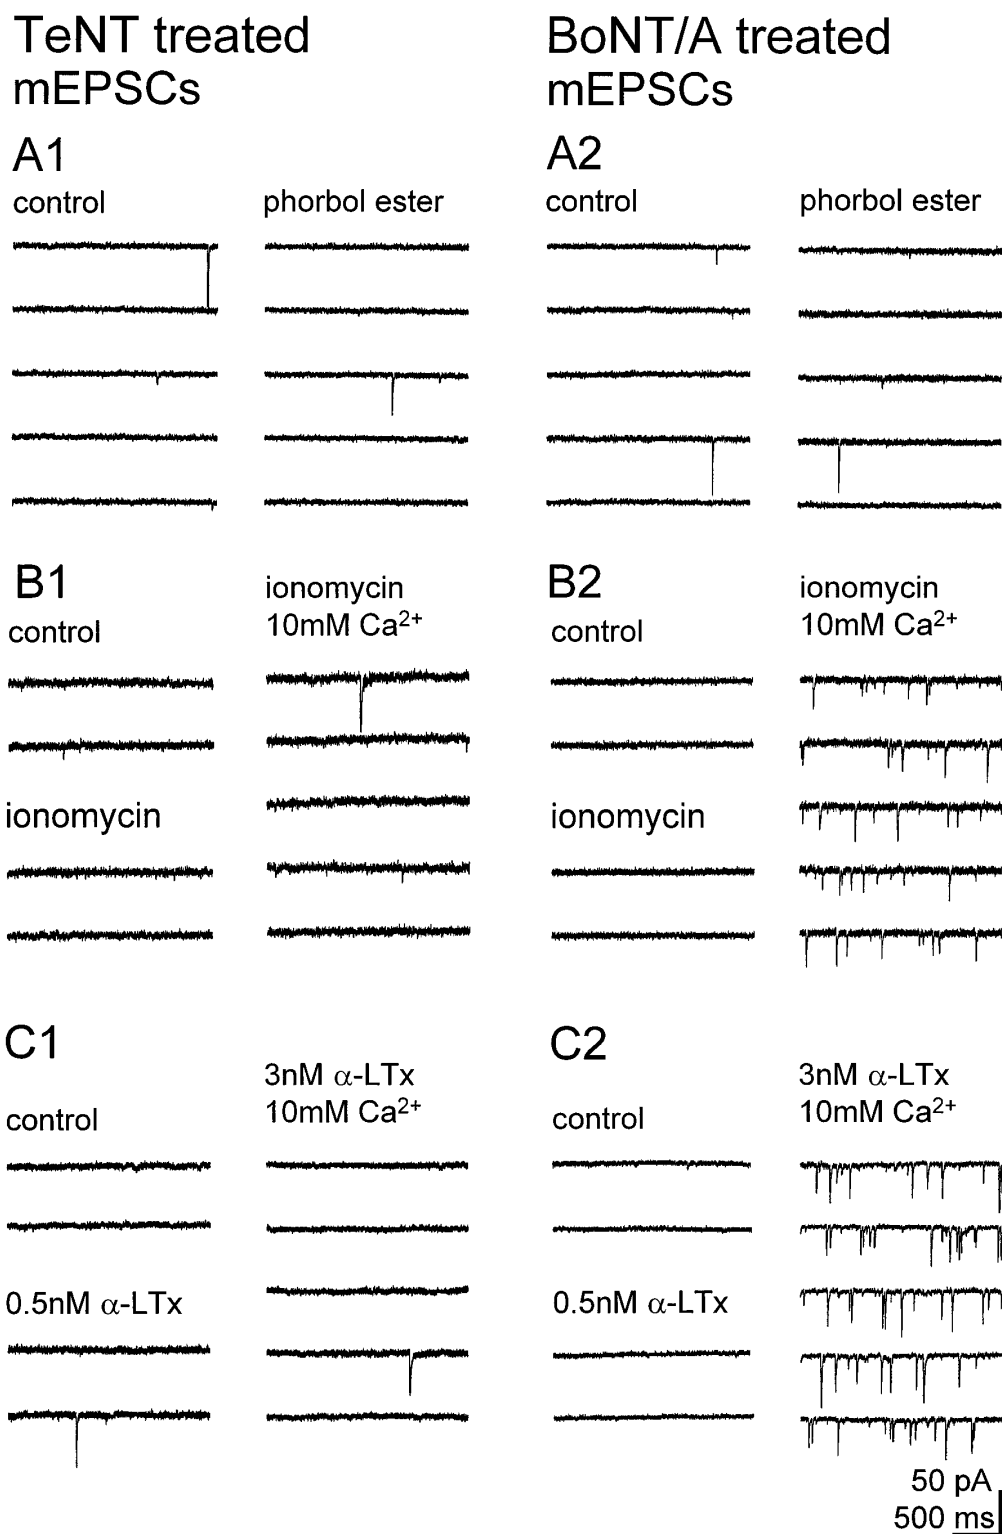 TeNT treated
mEPSCs
BoNT/A treated
mEPSCs
A1
control
phorbol ester
A2
control
phorbol ester
B1
control
ionomycin
10mM Ca²⁺
ionomycin
B2
control
ionomycin
10mM Ca²⁺
ionomycin
C1
control
3nM α-LTx
10mM Ca²⁺
0.5nM α-LTx
C2
control
3nM α-LTx
10mM Ca²⁺
0.5nM α-LTx
50 pA
500 ms